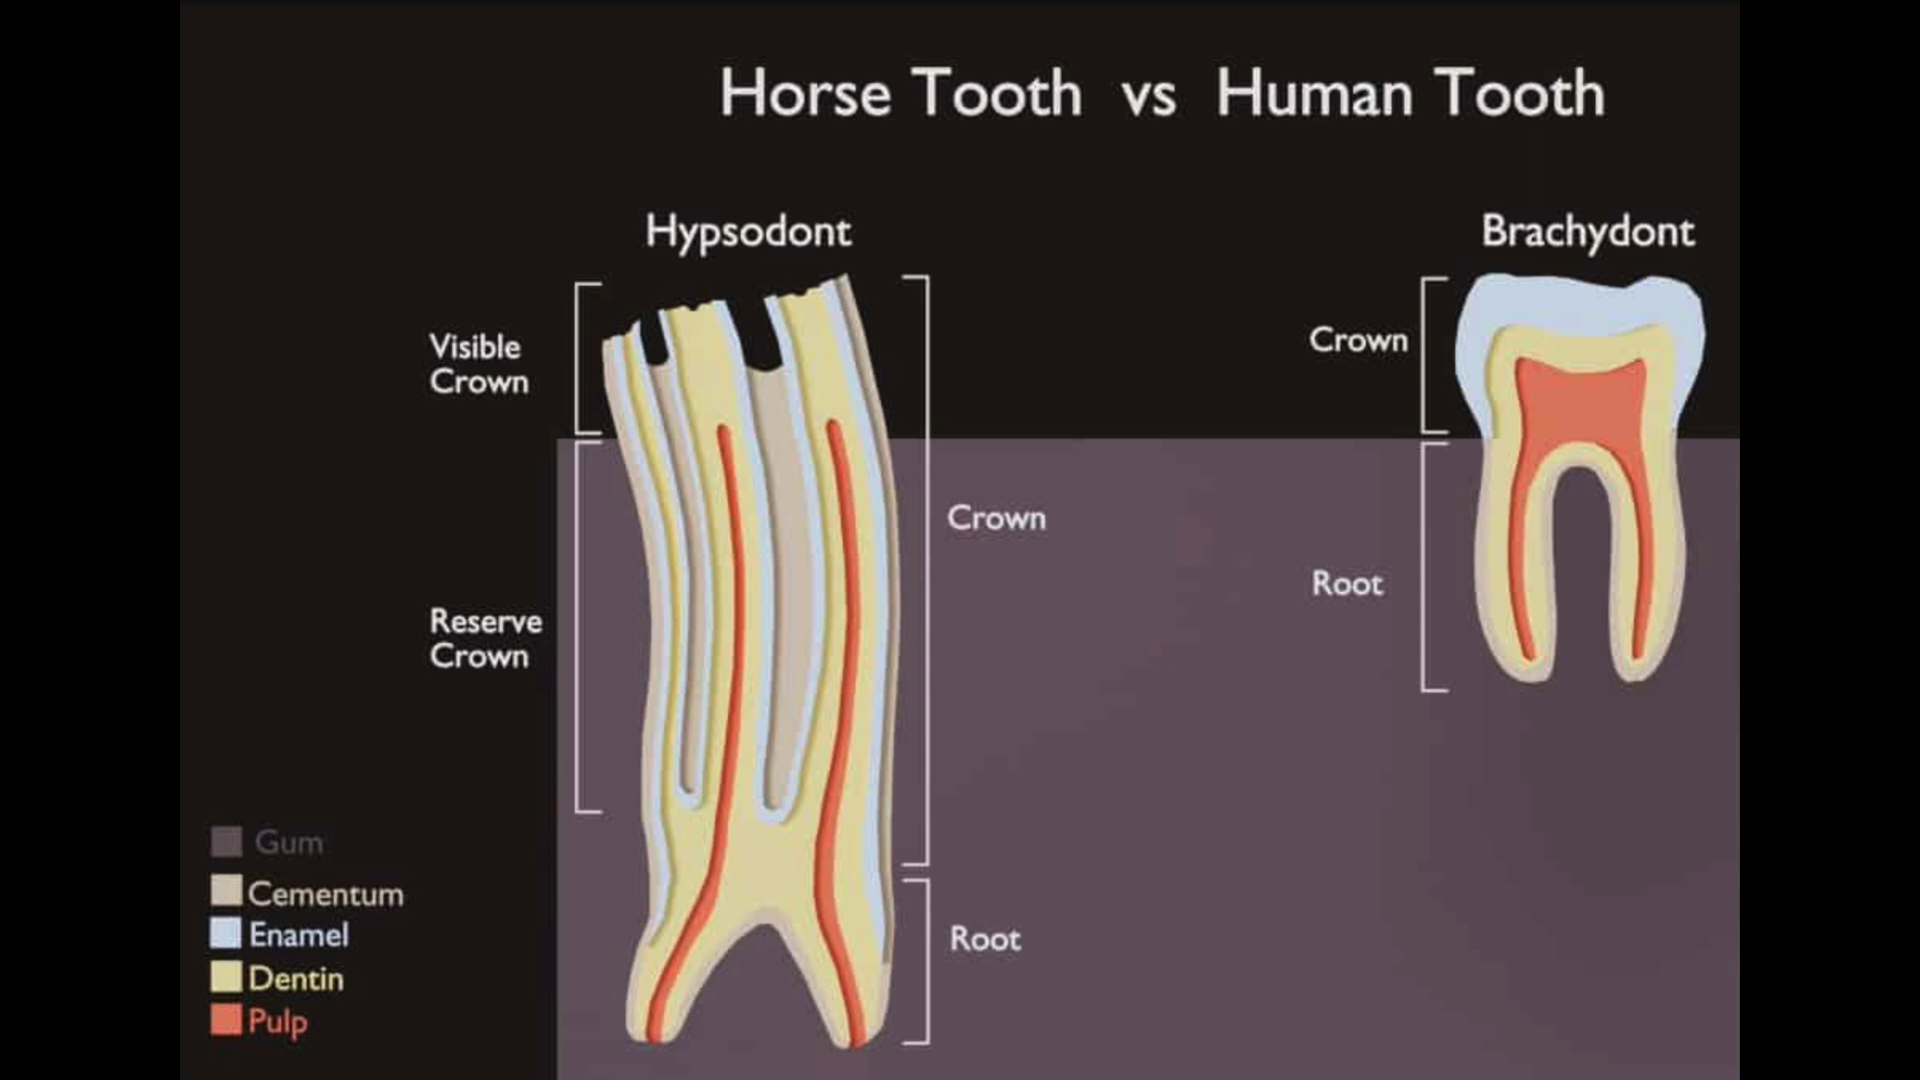 Horse Tooth vs Human Tooth
Hypsodont
Brachydont
Visible
Crown
Reserve
Crown
Crown
Root
Crown
Root
Gum
Cementum
Enamel
Dentin
Pulp